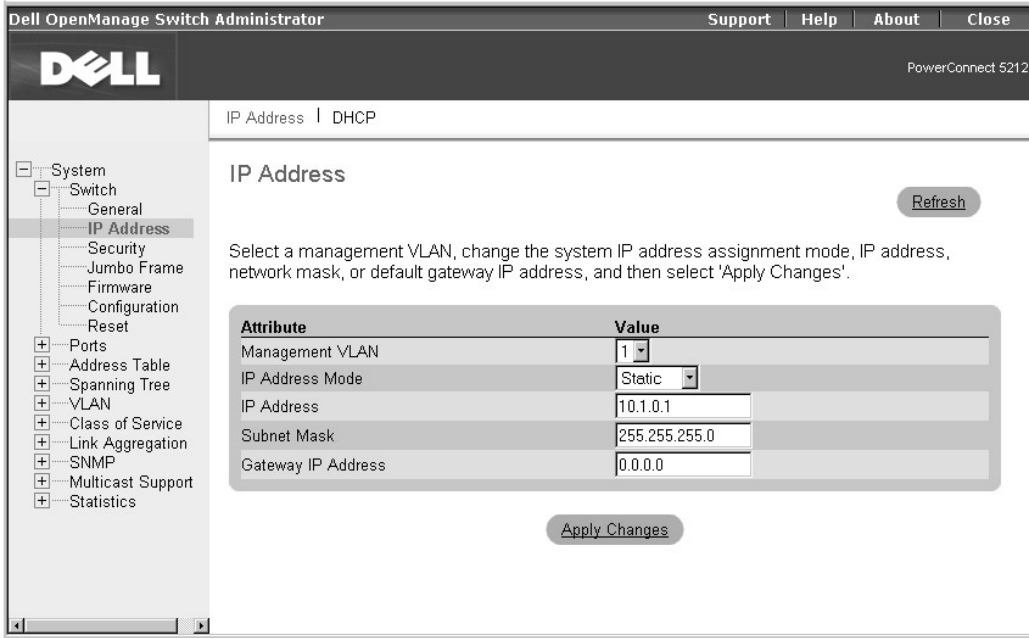 Dell OpenManage Switch Administrator
Support | Help | About | Close
DELL
PowerConnect 5212
IP Address | DHCP
System
Switch
General
IP Address
Security
Jumbo Frame
Firmware
Configuration
Reset
Ports
Address Table
Spanning Tree
VLAN
Class of Service
Link Aggregation
SNMP
Multicast Support
Statistics
IP Address
Refresh
Select a management VLAN, change the system IP address assignment mode, IP address,
network mask, or default gateway IP address, and then select 'Apply Changes'.
Attribute Value
Management VLAN 1
IP Address Mode Static
IP Address 10.1.0.1
Subnet Mask 255.255.255.0
Gateway IP Address 0.0.0.0
Apply Changes